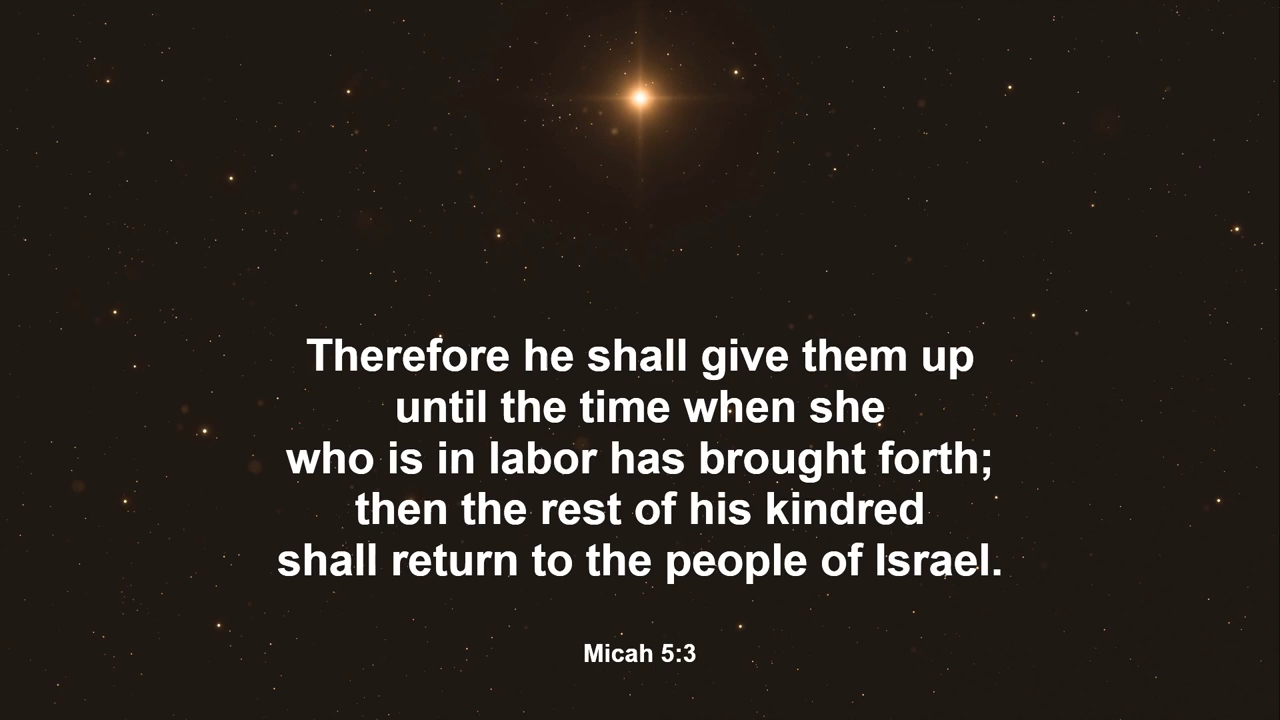 Therefore he shall give them up
until the time when she
who is in labor has brought forth;
then the rest of his kindred
shall return to the people of Israel.
Micah 5:3